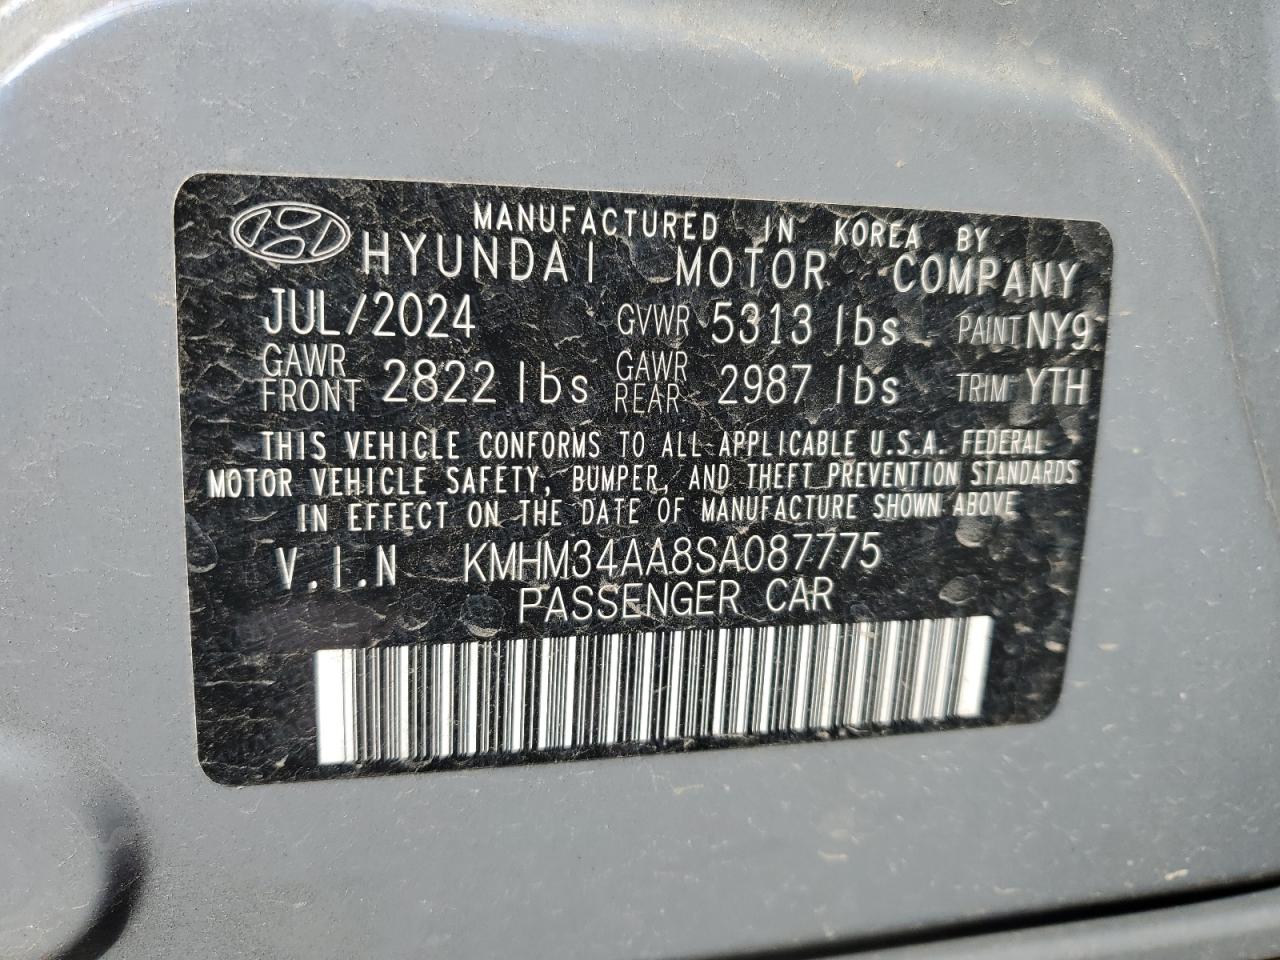 MANUFACTURED IN KOREA BY
HYUNDAI MOTOR COMPANY
JUL/2024 GVWR 5313 lbs PAINT NY9
GAWR FRONT 2822 lbs GAWR REAR 2987 lbs TRIM YTH
THIS VEHICLE CONFORMS TO ALL APPLICABLE U.S.A. FEDERAL
MOTOR VEHICLE SAFETY, BUMPER, AND THEFT PREVENTION STANDARDS
IN EFFECT ON THE DATE OF MANUFACTURE SHOWN ABOVE
V.I.N KMHM34AA8SA087775
PASSENGER CAR